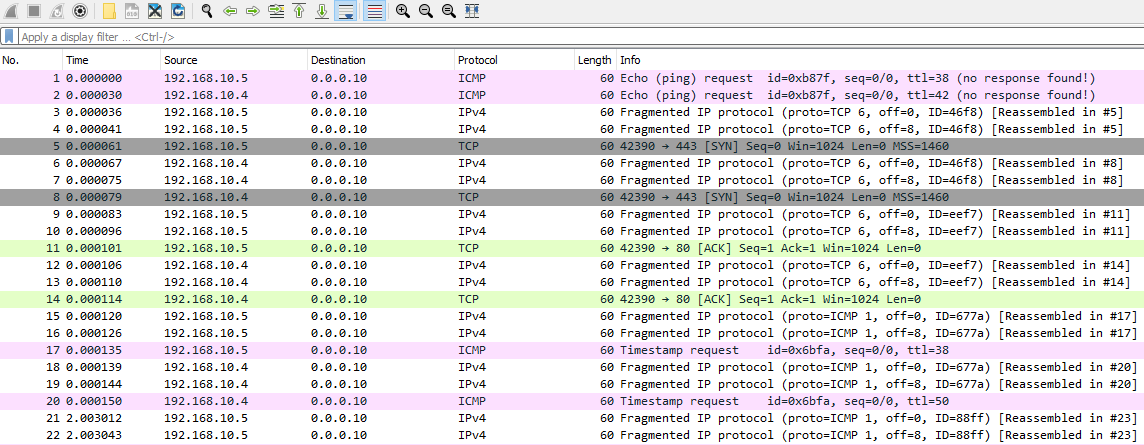 Apply a display filter ... <Ctrl-/>
No. Time Source Destination Protocol Length Info
1 0.000000 192.168.10.5 0.0.0.10 ICMP 60 Echo (ping) request id=0xb87f, seq=0/0, ttl=38 (no response found!)
2 0.000030 192.168.10.4 0.0.0.10 ICMP 60 Echo (ping) request id=0xb87f, seq=0/0, ttl=42 (no response found!)
3 0.000036 192.168.10.5 0.0.0.10 IPv4 60 Fragmented IP protocol (proto=TCP 6, off=0, ID=46f8) [Reassembled in #5]
4 0.000041 192.168.10.5 0.0.0.10 IPv4 60 Fragmented IP protocol (proto=TCP 6, off=8, ID=46f8) [Reassembled in #5]
5 0.000061 192.168.10.5 0.0.0.10 TCP 60 42390 → 443 [SYN] Seq=0 Win=1024 Len=0 MSS=1460
6 0.000067 192.168.10.4 0.0.0.10 IPv4 60 Fragmented IP protocol (proto=TCP 6, off=0, ID=46f8) [Reassembled in #8]
7 0.000075 192.168.10.4 0.0.0.10 IPv4 60 Fragmented IP protocol (proto=TCP 6, off=8, ID=46f8) [Reassembled in #8]
8 0.000079 192.168.10.4 0.0.0.10 TCP 60 42390 → 443 [SYN] Seq=0 Win=1024 Len=0 MSS=1460
9 0.000083 192.168.10.5 0.0.0.10 IPv4 60 Fragmented IP protocol (proto=TCP 6, off=0, ID=eef7) [Reassembled in #11]
10 0.000096 192.168.10.5 0.0.0.10 IPv4 60 Fragmented IP protocol (proto=TCP 6, off=8, ID=eef7) [Reassembled in #11]
11 0.000101 192.168.10.5 0.0.0.10 TCP 60 42390 → 80 [ACK] Seq=1 Ack=1 Win=1024 Len=0
12 0.000106 192.168.10.4 0.0.0.10 IPv4 60 Fragmented IP protocol (proto=TCP 6, off=0, ID=eef7) [Reassembled in #14]
13 0.000110 192.168.10.4 0.0.0.10 IPv4 60 Fragmented IP protocol (proto=TCP 6, off=8, ID=eef7) [Reassembled in #14]
14 0.000114 192.168.10.4 0.0.0.10 TCP 60 42390 → 80 [ACK] Seq=1 Ack=1 Win=1024 Len=0
15 0.000120 192.168.10.5 0.0.0.10 IPv4 60 Fragmented IP protocol (proto=ICMP 1, off=0, ID=677a) [Reassembled in #17]
16 0.000126 192.168.10.5 0.0.0.10 IPv4 60 Fragmented IP protocol (proto=ICMP 1, off=8, ID=677a) [Reassembled in #17]
17 0.000135 192.168.10.5 0.0.0.10 ICMP 60 Timestamp request id=0x6bfa, seq=0/0, ttl=38
18 0.000139 192.168.10.4 0.0.0.10 IPv4 60 Fragmented IP protocol (proto=ICMP 1, off=0, ID=677a) [Reassembled in #20]
19 0.000144 192.168.10.4 0.0.0.10 IPv4 60 Fragmented IP protocol (proto=ICMP 1, off=8, ID=677a) [Reassembled in #20]
20 0.000150 192.168.10.4 0.0.0.10 ICMP 60 Timestamp request id=0x6bfa, seq=0/0, ttl=50
21 2.003012 192.168.10.5 0.0.0.10 IPv4 60 Fragmented IP protocol (proto=ICMP 1, off=0, ID=88ff) [Reassembled in #23]
22 2.003043 192.168.10.5 0.0.0.10 IPv4 60 Fragmented IP protocol (proto=ICMP 1, off=8, ID=88ff) [Reassembled in #23]